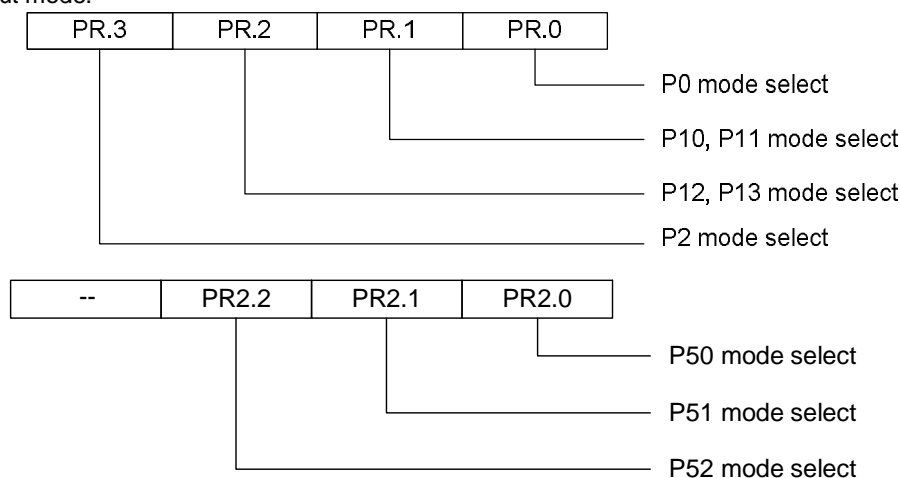 mode.
PR.3 PR.2 PR.1 PR.0
P0 mode select
P10, P11 mode select
P12, P13 mode select
P2 mode select
-- PR2.2 PR2.1 PR2.0
P50 mode select
P51 mode select
P52 mode select